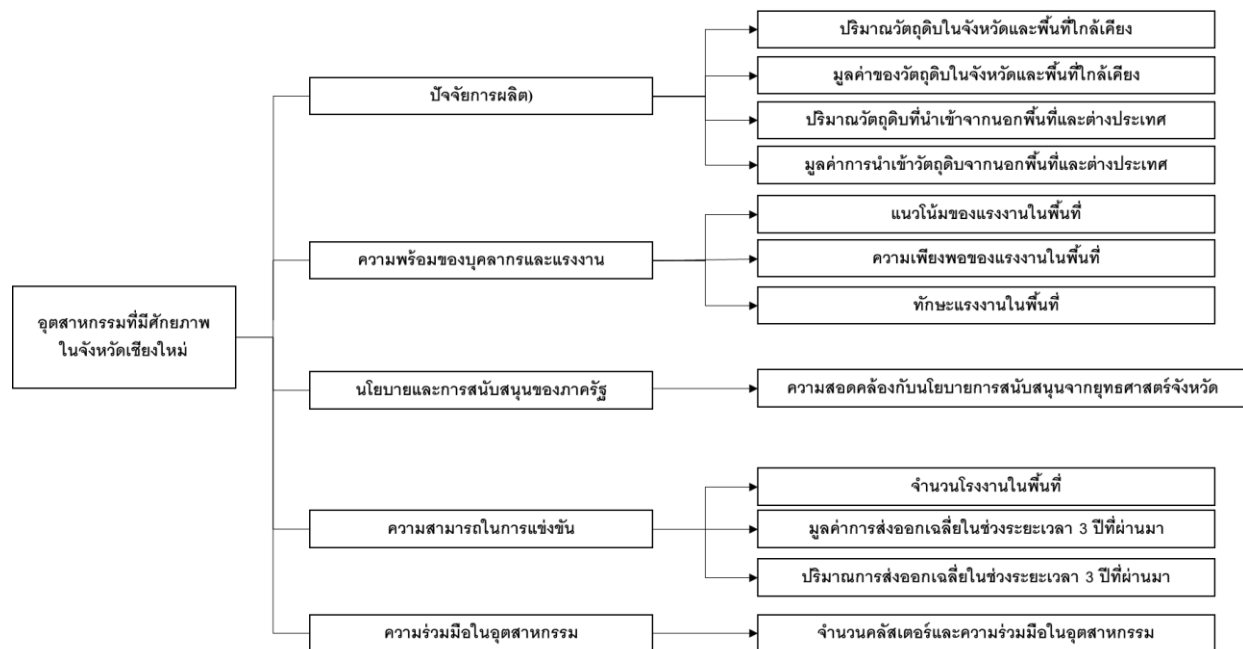 อุตสาหกรรมที่มีศักยภาพ
ในจังหวัดเชียงใหม่
ปัจจัยการผลิต)
ปริมาณวัตถุดิบในจังหวัดและพื้นที่ใกล้เคียง
มูลค่าของวัตถุดิบในจังหวัดและพื้นที่ใกล้เคียง
ปริมาณวัตถุดิบที่นำเข้าจากนอกพื้นที่และต่างประเทศ
มูลค่าการนำเข้าวัตถุดิบจากนอกพื้นที่และต่างประเทศ
ความพร้อมของบุคลากรและแรงงาน
แนวโน้มของแรงงานในพื้นที่
ความเพียงพอของแรงงานในพื้นที่
ทักษะแรงงานในพื้นที่
นโยบายและการสนับสนุนของภาครัฐ
ความสอดคล้องกับนโยบายการสนับสนุนจากยุทธศาสตร์จังหวัด
ความสามารถในการแข่งขัน
จำนวนโรงงานในพื้นที่
มูลค่าการส่งออกเฉลี่ยในช่วงระยะเวลา 3 ปีที่ผ่านมา
ปริมาณการส่งออกเฉลี่ยในช่วงระยะเวลา 3 ปีที่ผ่านมา
ความร่วมมือในอุตสาหกรรม
จำนวนคลัสเตอร์และความร่วมมือในอุตสาหกรรม